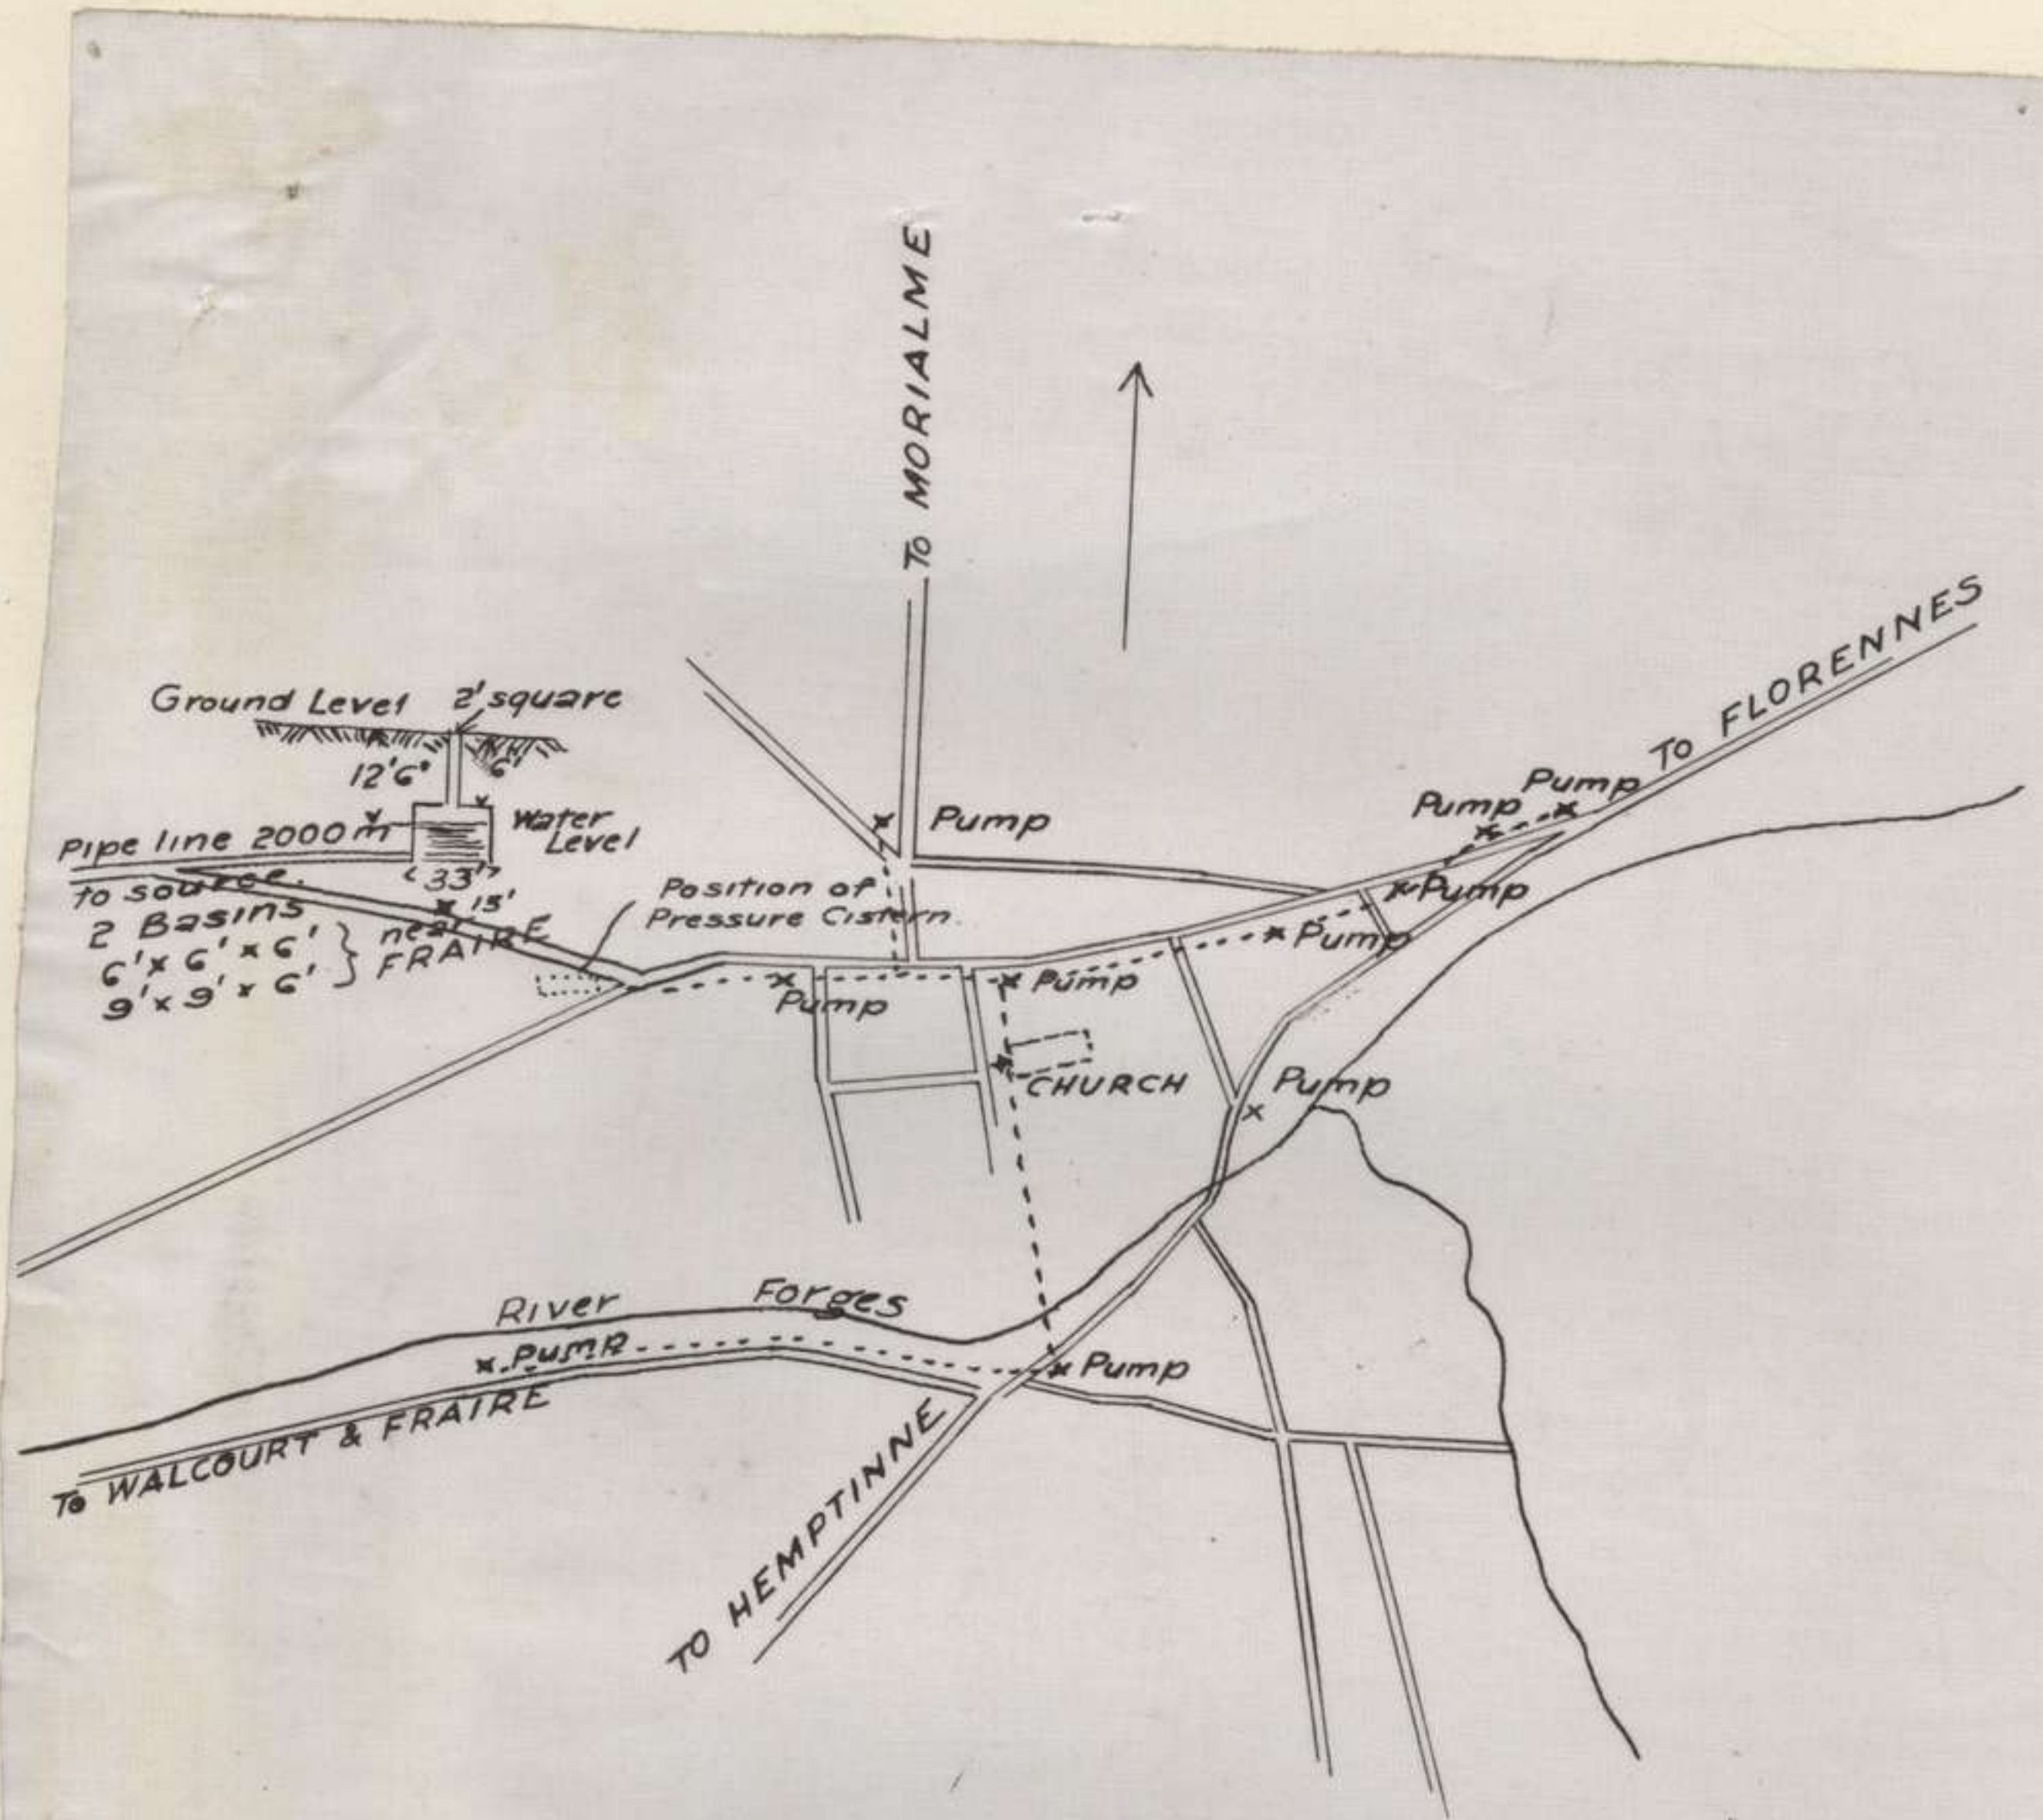 To MORIALME
To FLORENNES
Ground Level 2' square
12'6" 6'
Pipe line 2000 m
Water
Level
to source.
33'
x 15'
2 Basins
6' x 6' x 6'
9' x 9' x 6'
near
FRAIRE
Position of
Pressure Cistern.
Pump
Pump
Pump
Pump
Pump
Pump
Pump
CHURCH
Pump
River Forges
Pump
Pump
To WALCOURT & FRAIRE
TO HEMPTINNE